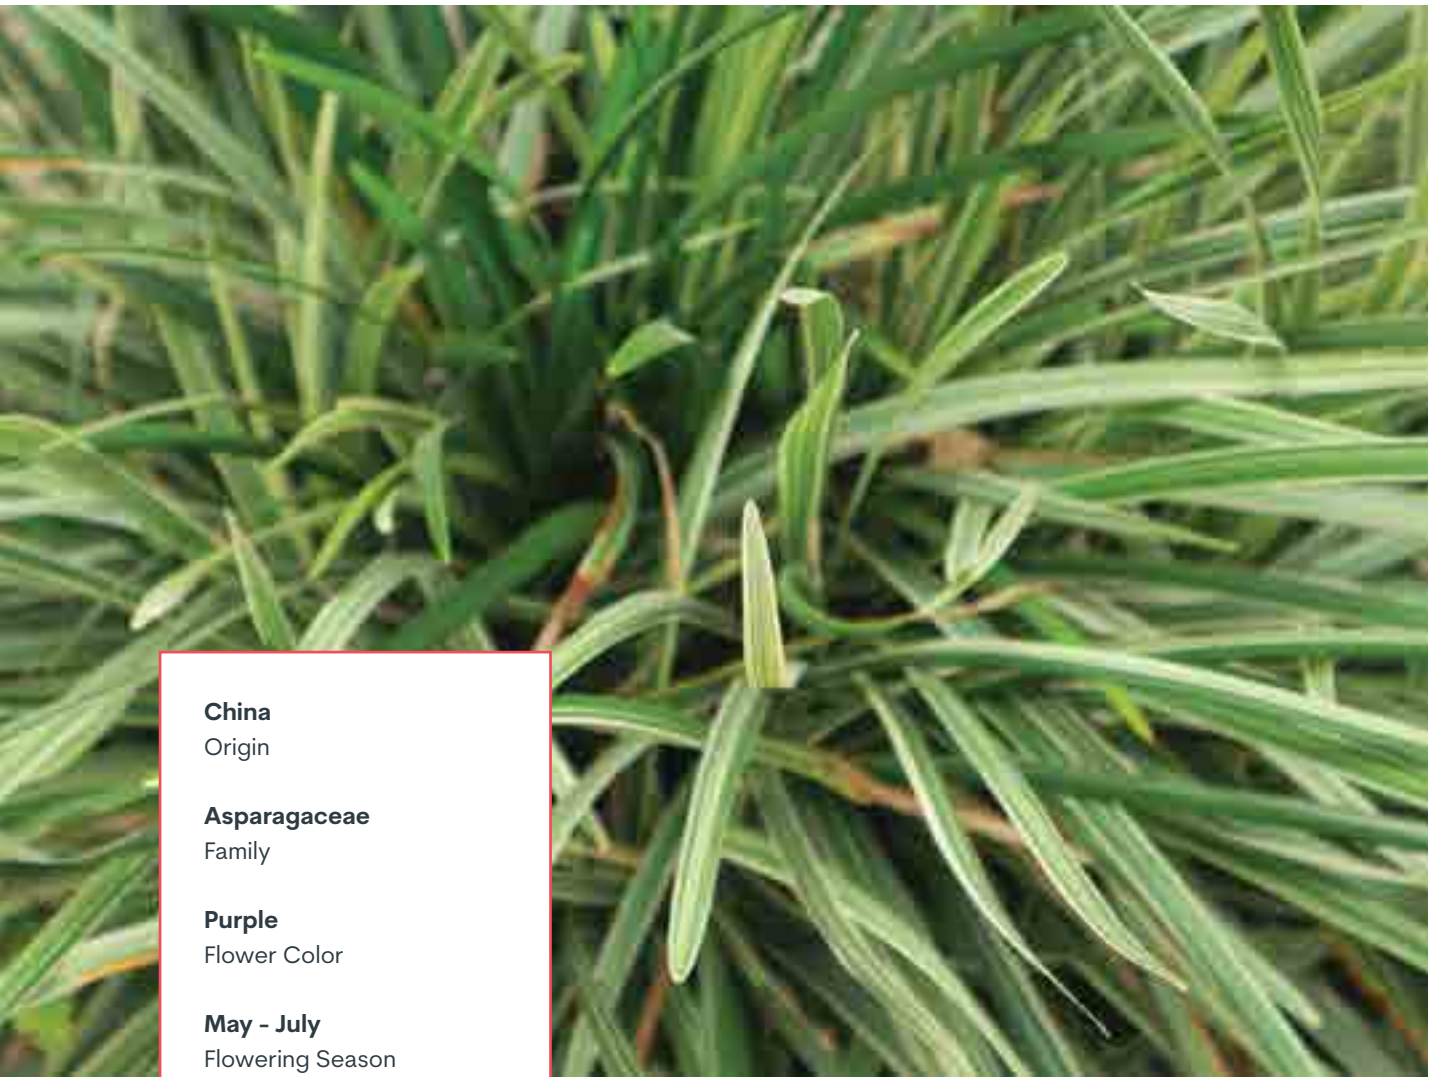 China
Origin
Asparagaceae
Family
Purple
Flower Color
May - July
Flowering Season